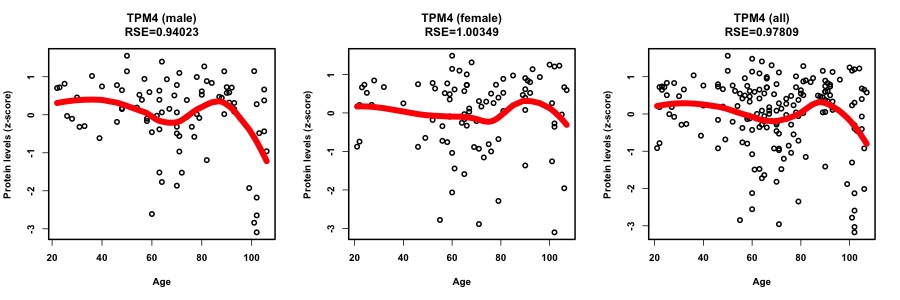 TPM4 (male)
RSE=0.94023
Protein levels (z-score)
1
0
-1
-2
-3
20
40
60
80
100
Age
TPM4 (female)
RSE=1.00349
Protein levels (z-score)
1
0
-1
-2
-3
20
40
60
80
100
Age
TPM4 (all)
RSE=0.97809
Protein levels (z-score)
1
0
-1
-2
-3
20
40
60
80
100
Age